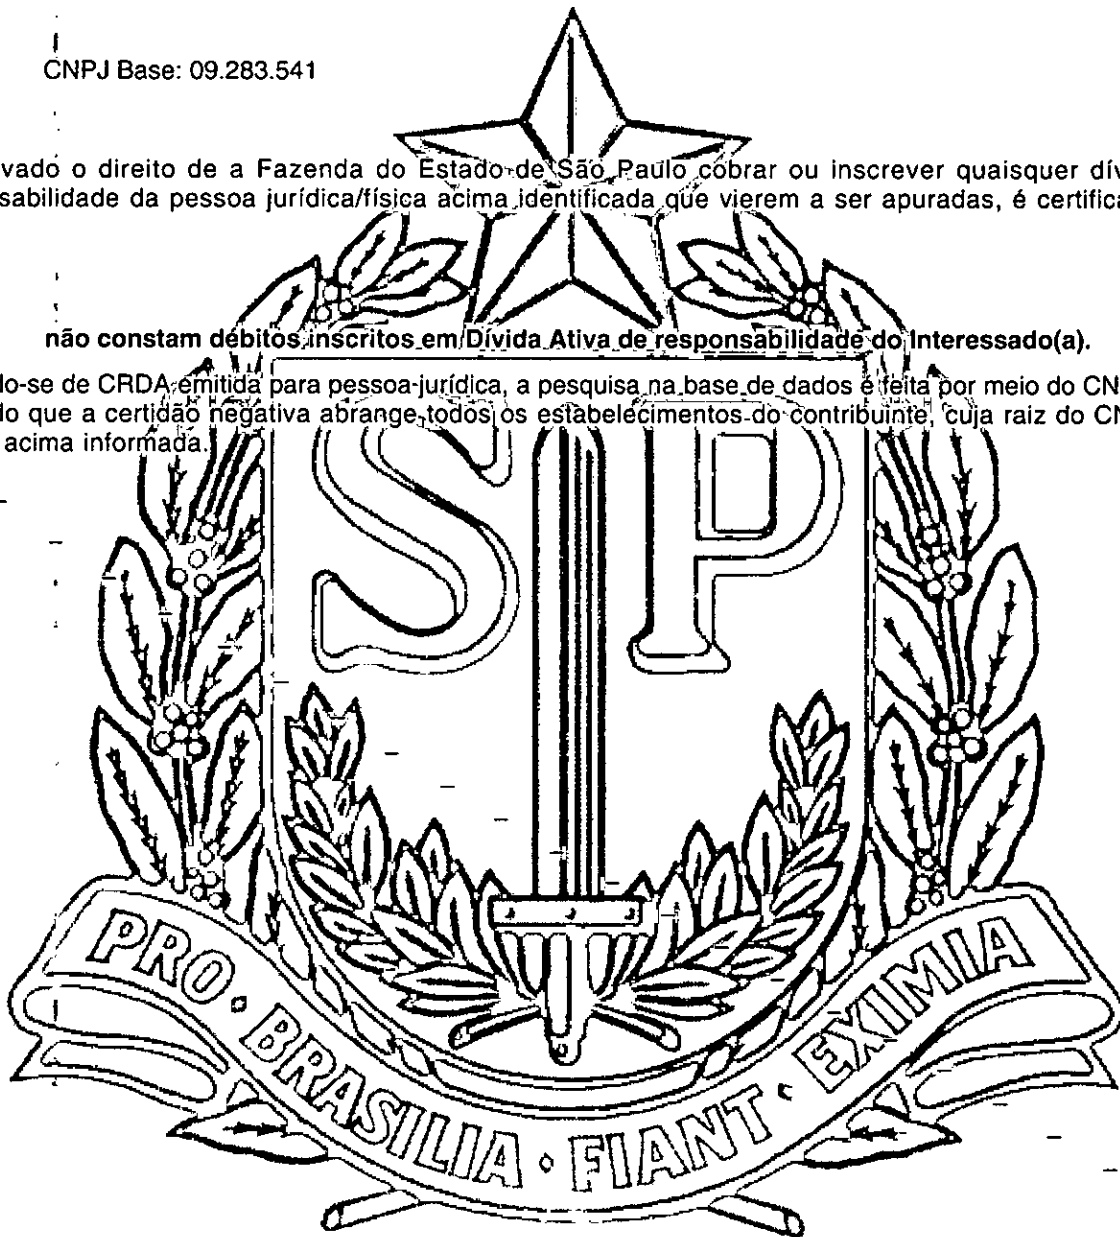 CNPJ Base: 09.283.541
vado o direito de a Fazenda do Estado de São Paulo cobrar ou inscrever quaisquer dív
sabilidade da pessoa jurídica/física acima identificada que vierem a ser apuradas, é certifica
não constam débitos inscritos em Dívida Ativa de responsabilidade do Interessado(a).
do-se de CRDA emitida para pessoa jurídica, a pesquisa na base de dados é feita por meio do CN
do que a certidão negativa abrange todos os estabelecimentos do contribuinte, cuja raiz do CN
acima informada.
SP
PRO · BRASILIA · FIANT · EXIMIA